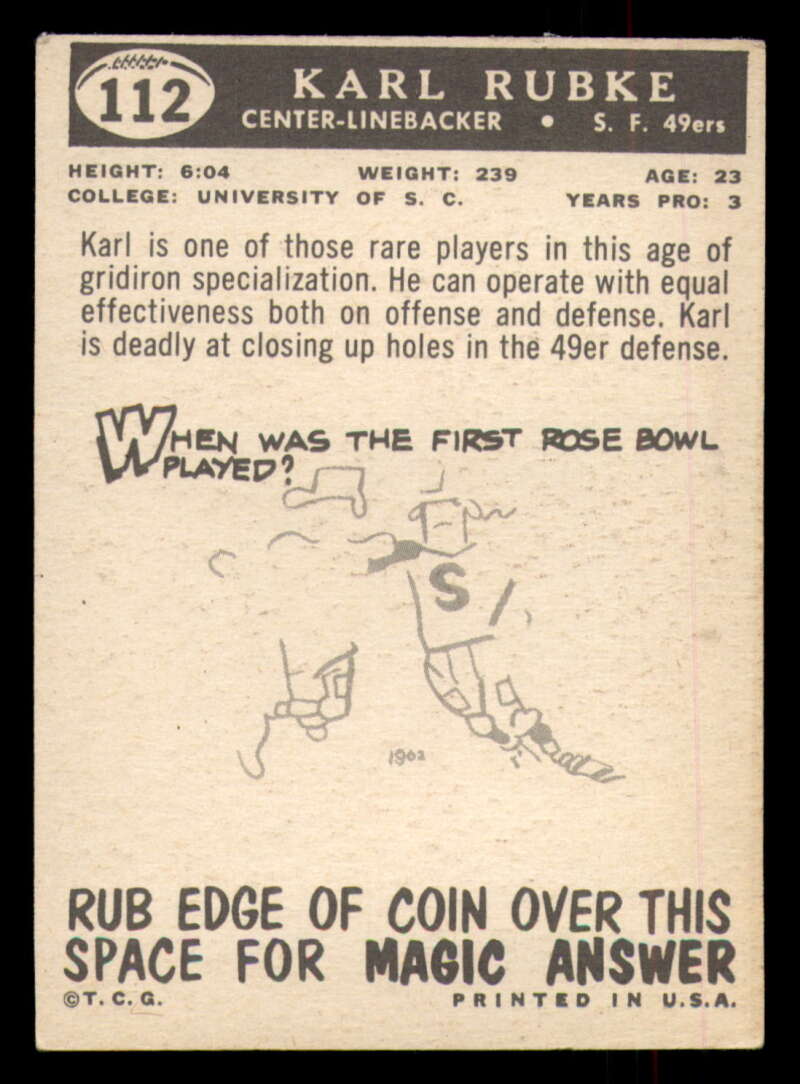 112
KARL RUBKE
CENTER-LINEBACKER • S. F. 49ers
HEIGHT: 6:04 WEIGHT: 239 AGE: 23
COLLEGE: UNIVERSITY OF S. C. YEARS PRO: 3
Karl is one of those rare players in this age of
gridiron specialization. He can operate with equal
effectiveness both on offense and defense. Karl
is deadly at closing up holes in the 49er defense.
WHEN WAS THE FIRST ROSE BOWL
PLAYED?
S
1902
RUB EDGE OF COIN OVER THIS
SPACE FOR MAGIC ANSWER
©T. C. G. PRINTED IN U.S.A.